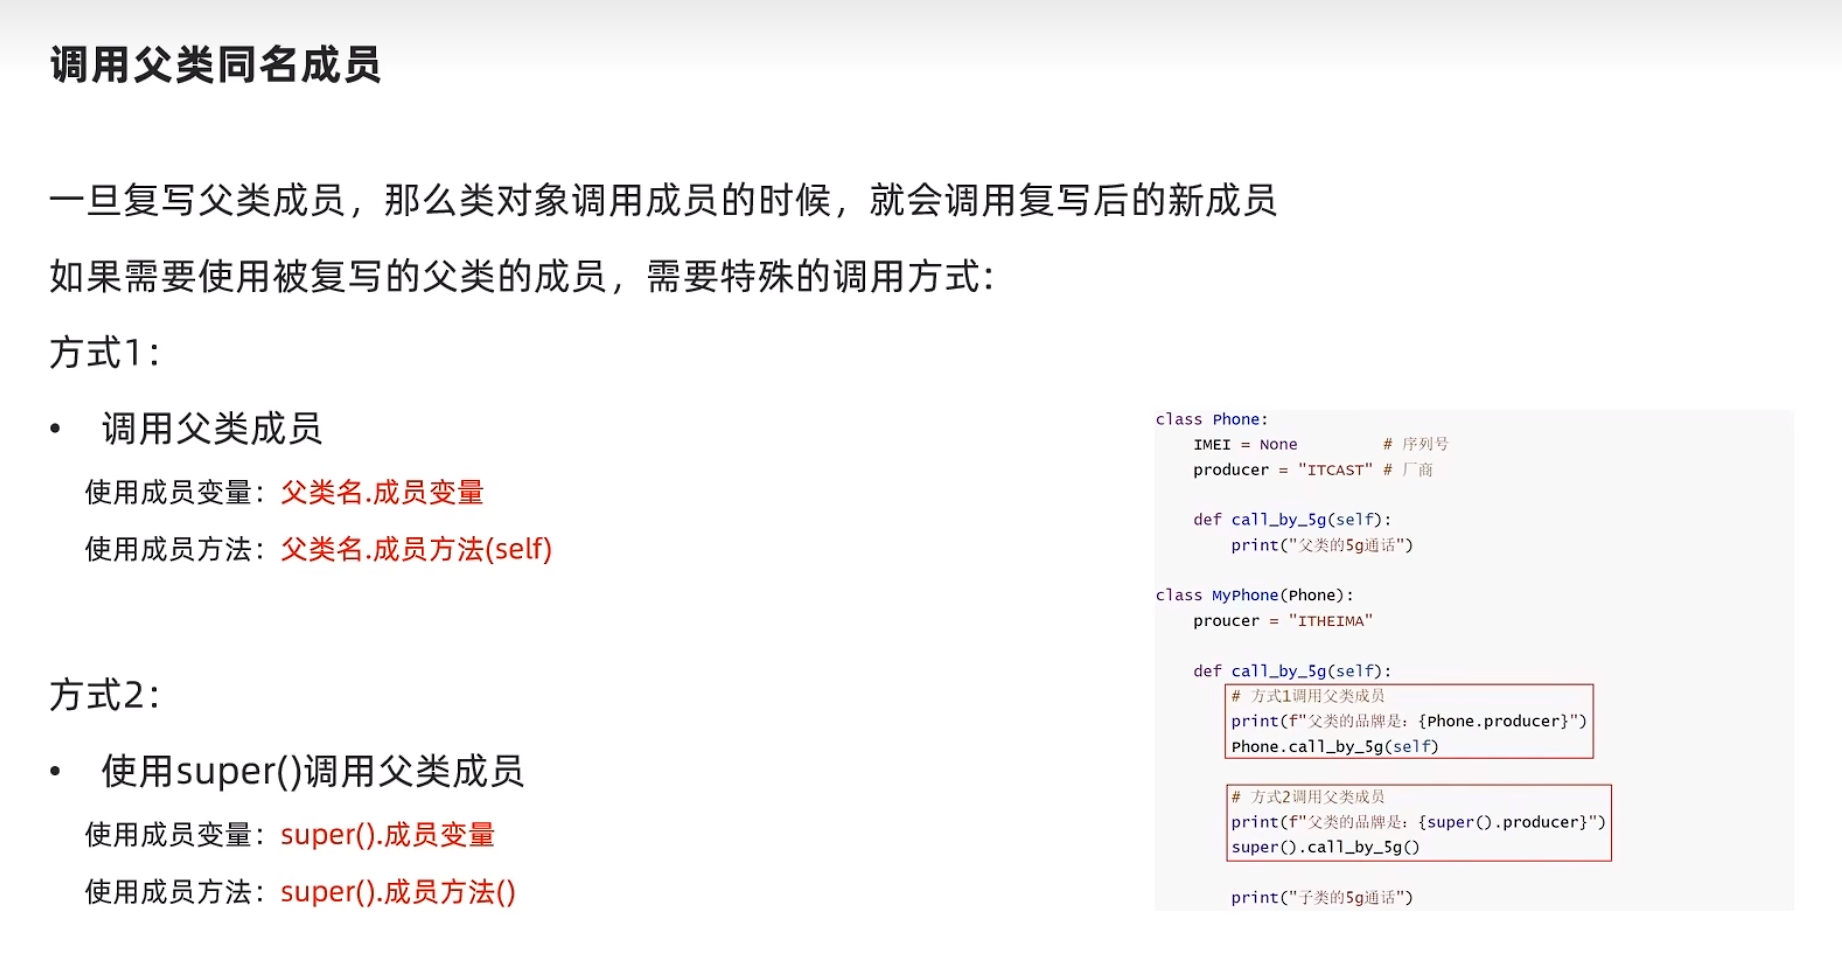 调用父类同名成员
一旦复写父类成员，那么类对象调用成员的时候，就会调用复写后的新成员
如果需要使用被复写的父类的成员，需要特殊的调用方式：
方式1：
• 调用父类成员
使用成员变量：父类名.成员变量
使用成员方法：父类名.成员方法(self)
方式2：
• 使用super()调用父类成员
使用成员变量：super().成员变量
使用成员方法：super().成员方法()
class Phone:
    IMEI = None         # 序列号
    producer = "ITCAST" # 厂商
    def call_by_5g(self):
        print("父类的5g通话")
class MyPhone(Phone):
    proucer = "ITHEIMA"
    def call_by_5g(self):
        # 方式1调用父类成员
        print(f"父类的品牌是：{Phone.producer}")
        Phone.call_by_5g(self)
        # 方式2调用父类成员
        print(f"父类的品牌是：{super().producer}")
        super().call_by_5g()
        print("子类的5g通话")